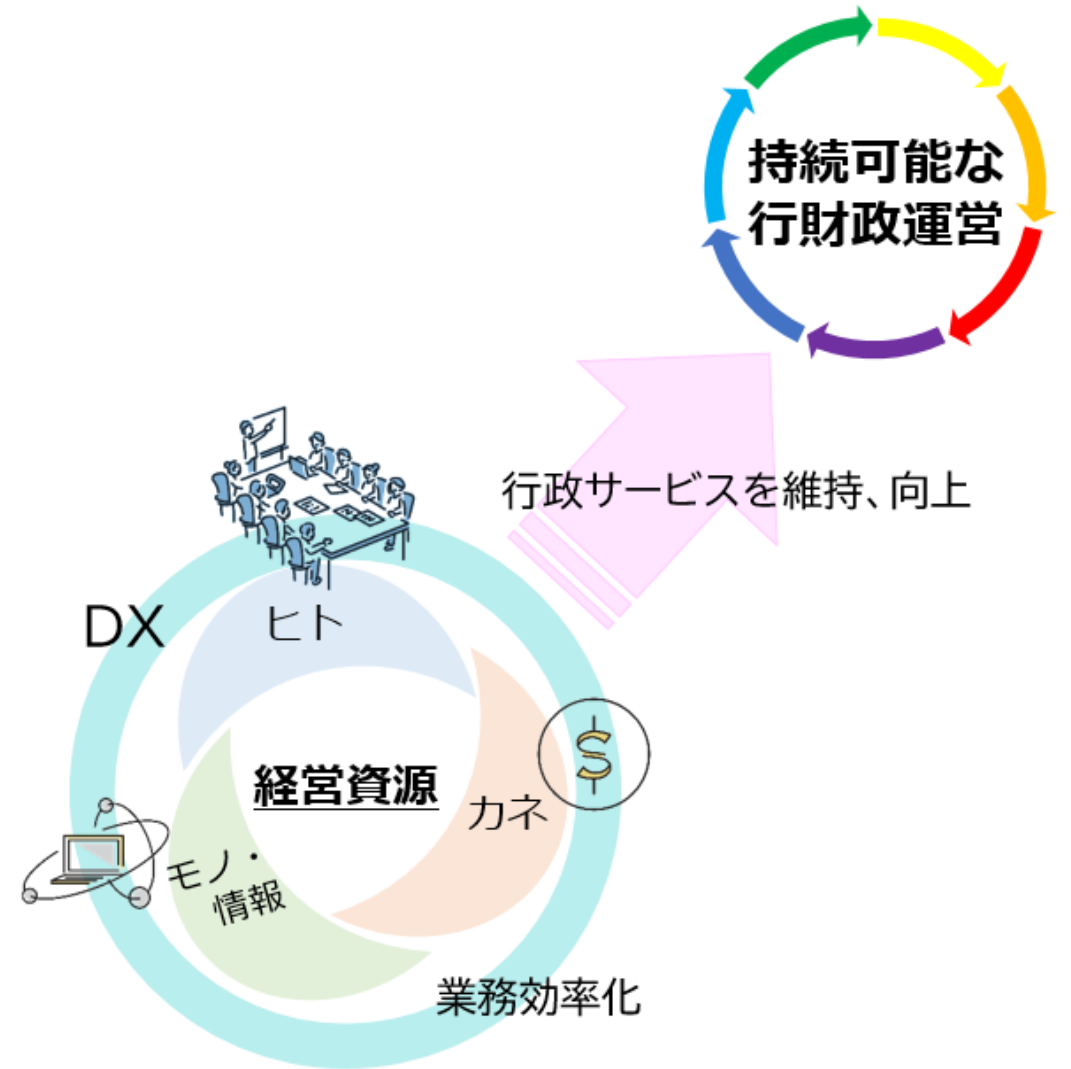 持続可能な
行財政運営
行政サービスを維持、向上
DX
ヒト
経営資源
カネ
モノ・
情報
業務効率化